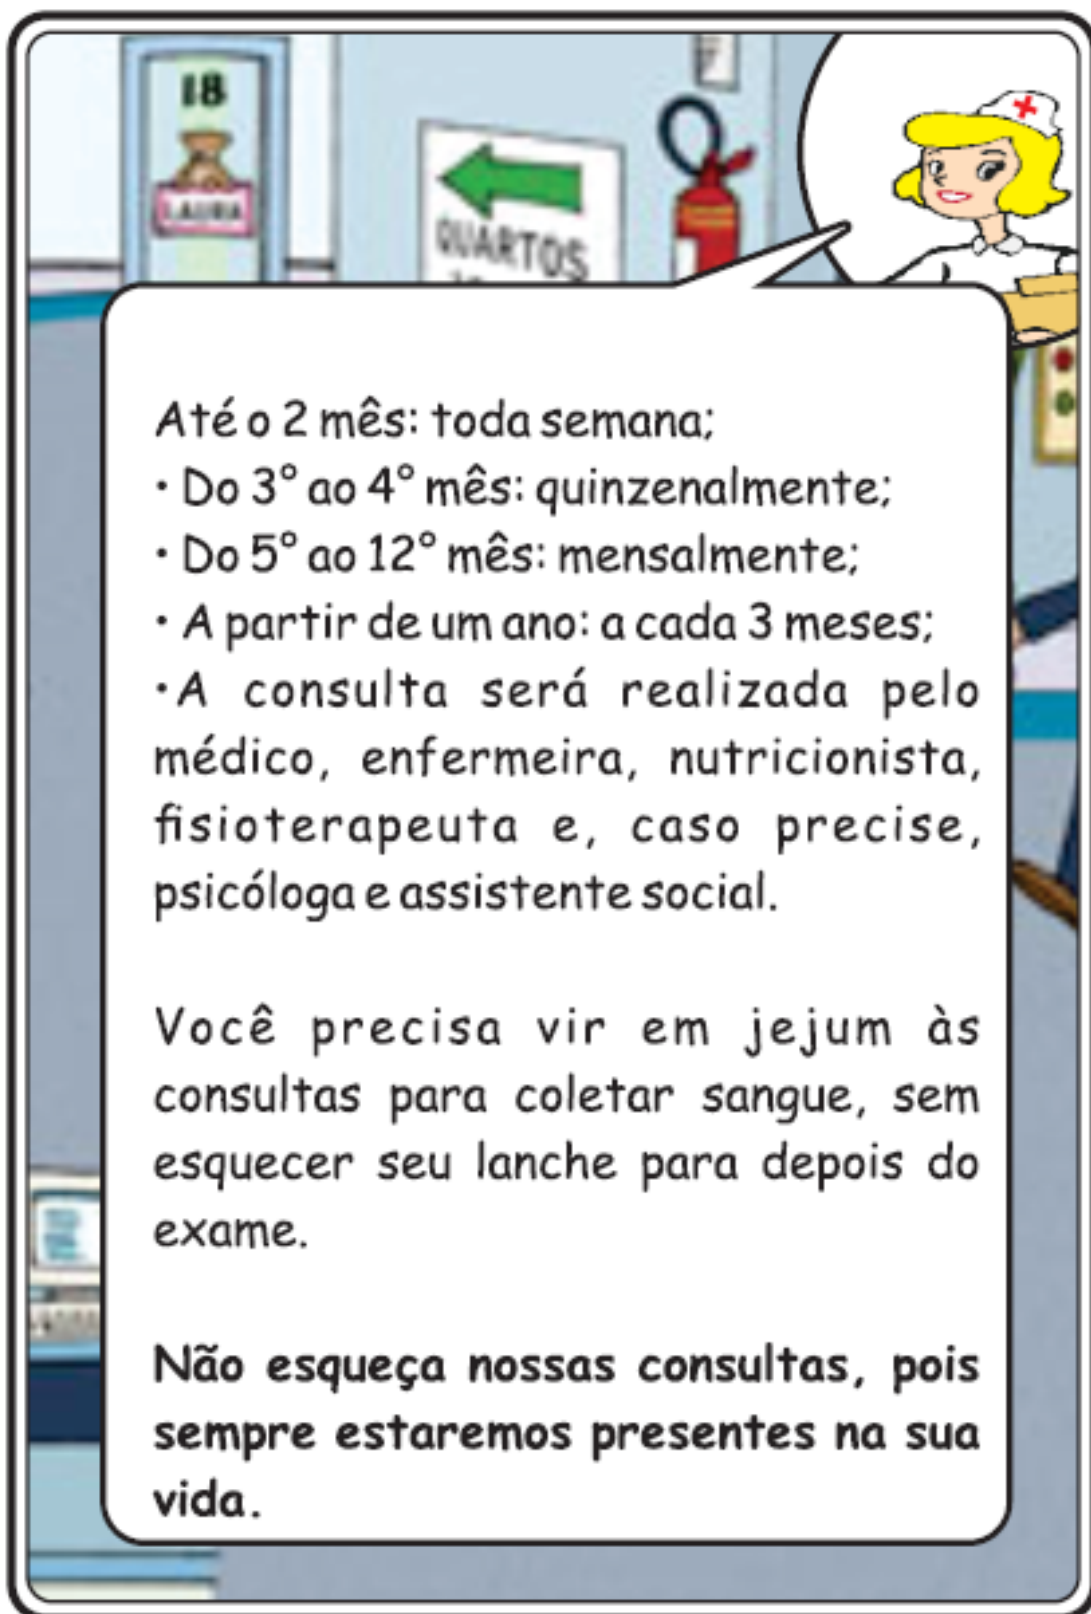 18
LAURA
QUARTOS
Até o 2 mês: toda semana;
• Do 3° ao 4° mês: quinzenalmente;
• Do 5° ao 12° mês: mensalmente;
• A partir de um ano: a cada 3 meses;
•A consulta será realizada pelo
médico, enfermeira, nutricionista,
fisioterapeuta e, caso precise,
psicóloga e assistente social.
Você precisa vir em jejum às
consultas para coletar sangue, sem
esquecer seu lanche para depois do
exame.
Não esqueça nossas consultas, pois
sempre estaremos presentes na sua
vida.